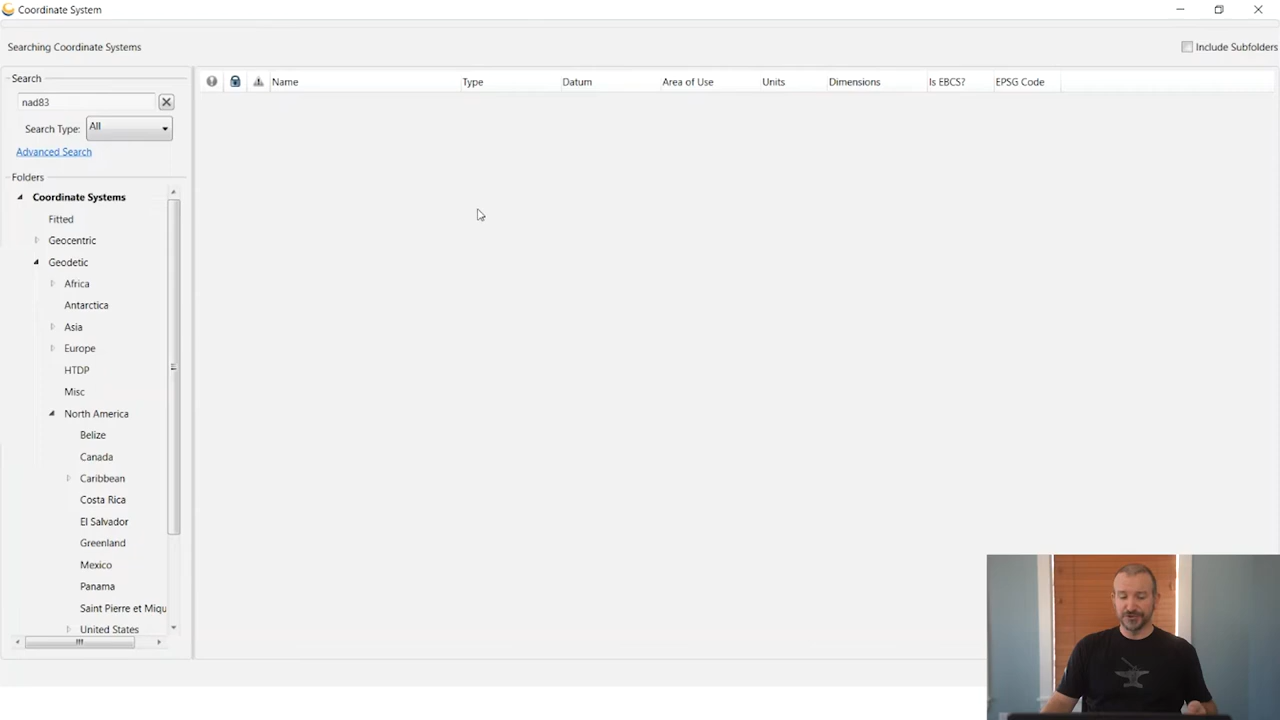 Coordinate System
Searching Coordinate Systems
Include Subfolders
Search
nad83
Search Type: All
Advanced Search
Folders
Coordinate Systems
Fitted
Geocentric
Geodetic
Africa
Antarctica
Asia
Europe
HTDP
Misc
North America
Belize
Canada
Caribbean
Costa Rica
El Salvador
Greenland
Mexico
Panama
Saint Pierre et Miqu
United States
Name Type Datum Area of Use Units Dimensions Is EBCS? EPSG Code